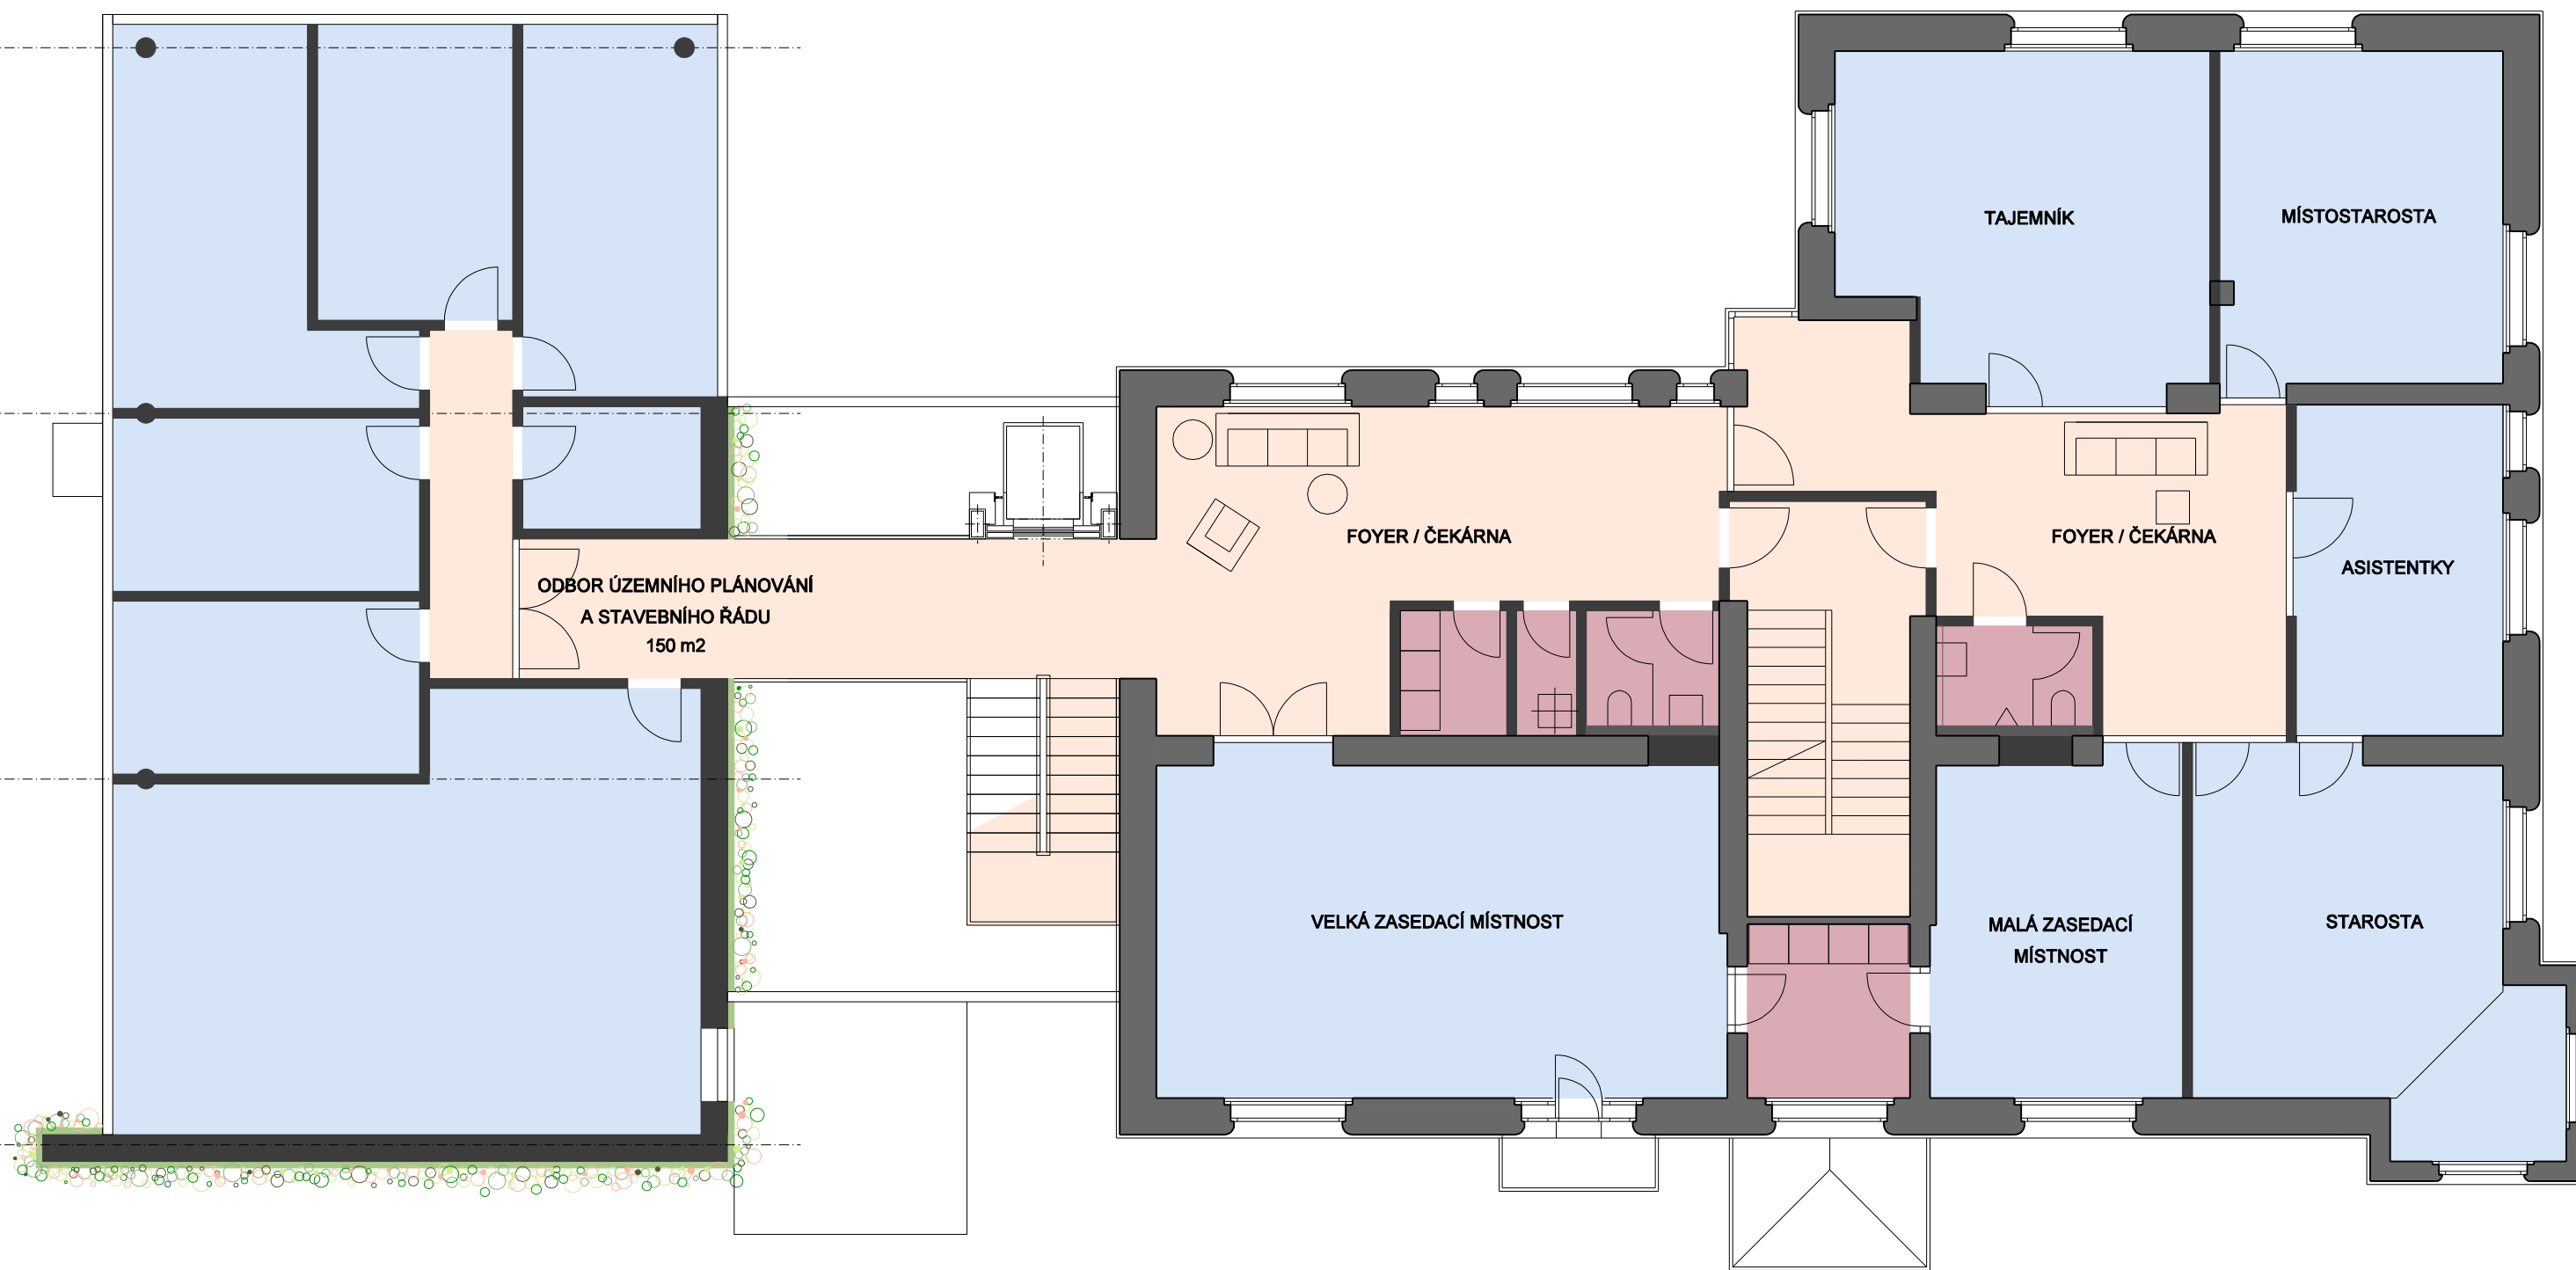 TAJEMNÍK
MÍSTOSTAROSTA
FOYER / ČEKÁRNA
FOYER / ČEKÁRNA
ASISTENTKY
ODBOR ÚZEMNÍHO PLÁNOVÁNÍ
A STAVEBNÍHO ŘÁDU
150 m2
VELKÁ ZASEDACÍ MÍSTNOST
MALÁ ZASEDACÍ
MÍSTNOST
STAROSTA